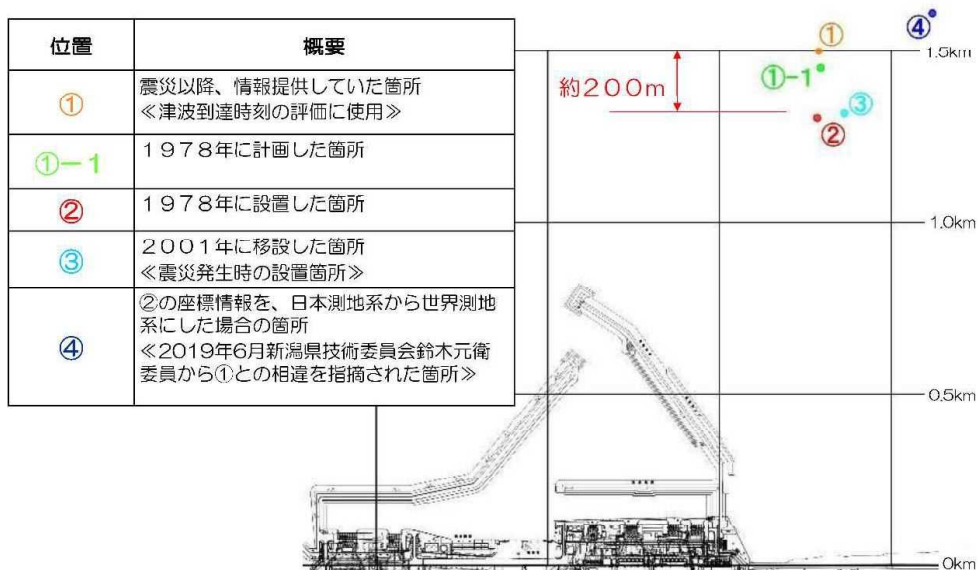 位置 概要
① 震災以降、情報提供していた箇所
≪津波到達時刻の評価に使用≫
①−1 1978年に計画した箇所
② 1978年に設置した箇所
③ 2001年に移設した箇所
≪震災発生時の設置箇所≫
④ ②の座標情報を、日本測地系から世界測地
系にした場合の箇所
≪2019年6月新潟県技術委員会鈴木元衛
委員から①との相違を指摘された箇所≫
④
①
1.5km
①-1
約200m
③
②
1.0km
0.5km
0km